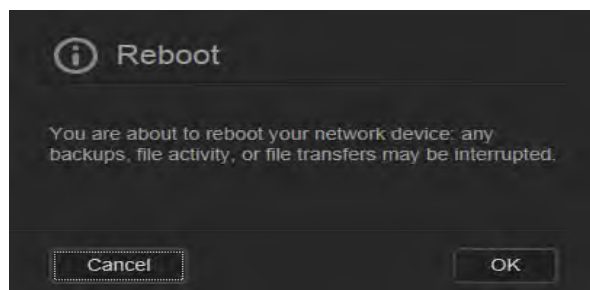 Reboot
You are about to reboot your network device: any
backups, file activity, or file transfers may be interrupted.
Cancel
OK